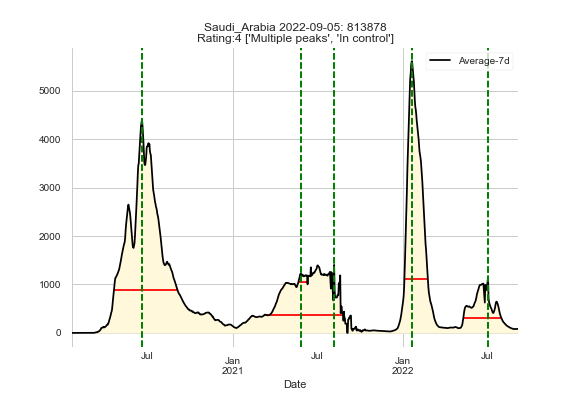 Saudi_Arabia 2022-09-05: 813878
Rating:4 ['Multiple peaks', 'In control']
Average-7d
5000
4000
3000
2000
1000
0
Jul
Jan
2021
Jul
Jan
2022
Jul
Date